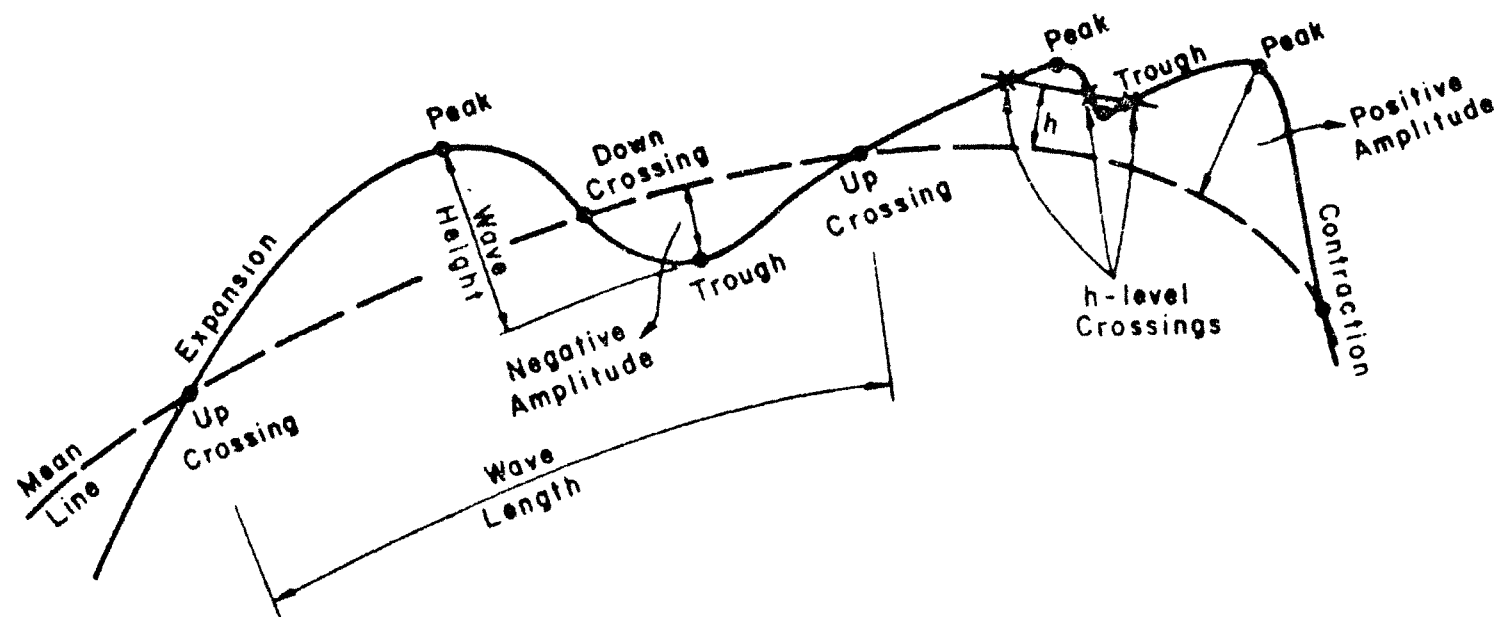 Mean
Line
Expansion
Up
Crossing
Peak
Wave
Height
Down
Crossing
Trough
Negative
Amplitude
Wave
Length
Up
Crossing
Peak
h
Trough
Peak
Positive
Amplitude
h-level
Crossings
Contraction